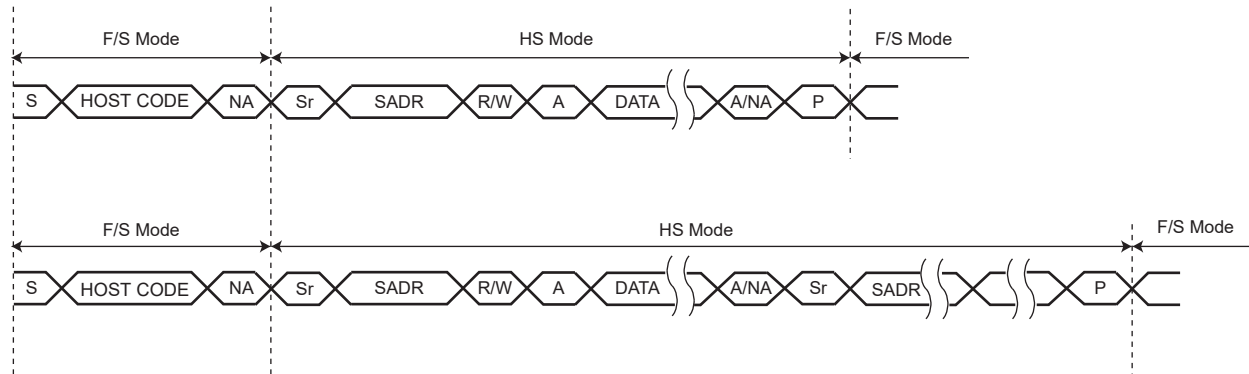 F/S Mode HS Mode F/S Mode
S HOST CODE NA Sr SADR R/W A DATA A/NA P
F/S Mode HS Mode F/S Mode
S HOST CODE NA Sr SADR R/W A DATA A/NA Sr SADR P